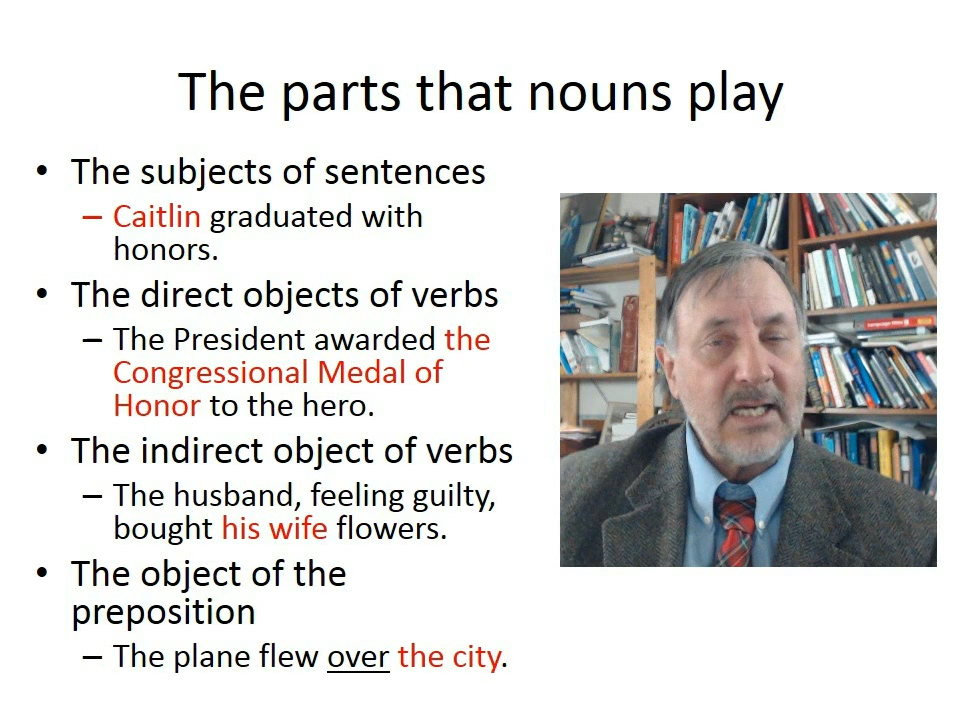 The parts that nouns play
• The subjects of sentences
– Caitlin graduated with
honors.
• The direct objects of verbs
– The President awarded the
Congressional Medal of
Honor to the hero.
• The indirect object of verbs
– The husband, feeling guilty,
bought his wife flowers.
• The object of the
preposition
– The plane flew over the city.